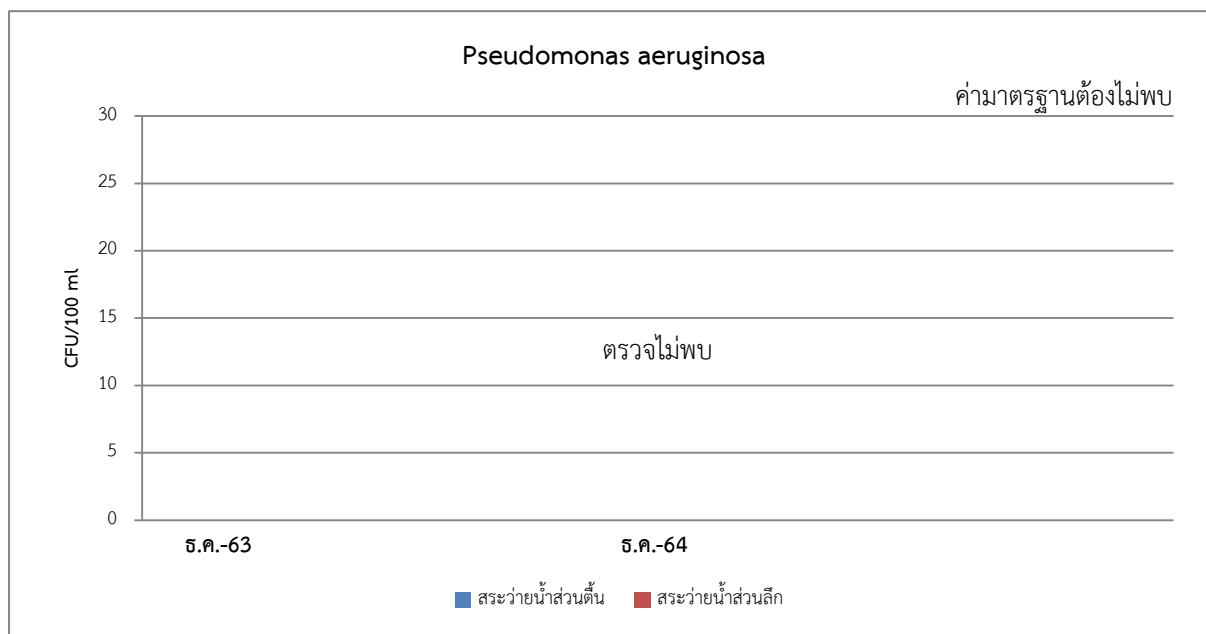 Pseudomonas aeruginosa
ค่ามาตรฐานต้องไม่พบ
30
25
20
15
10
5
0
CFU/100 ml
ตรวจไม่พบ
ธ.ค.-63 ธ.ค.-64
สระว่ายน้ำส่วนตื้น สระว่ายน้ำส่วนลึก